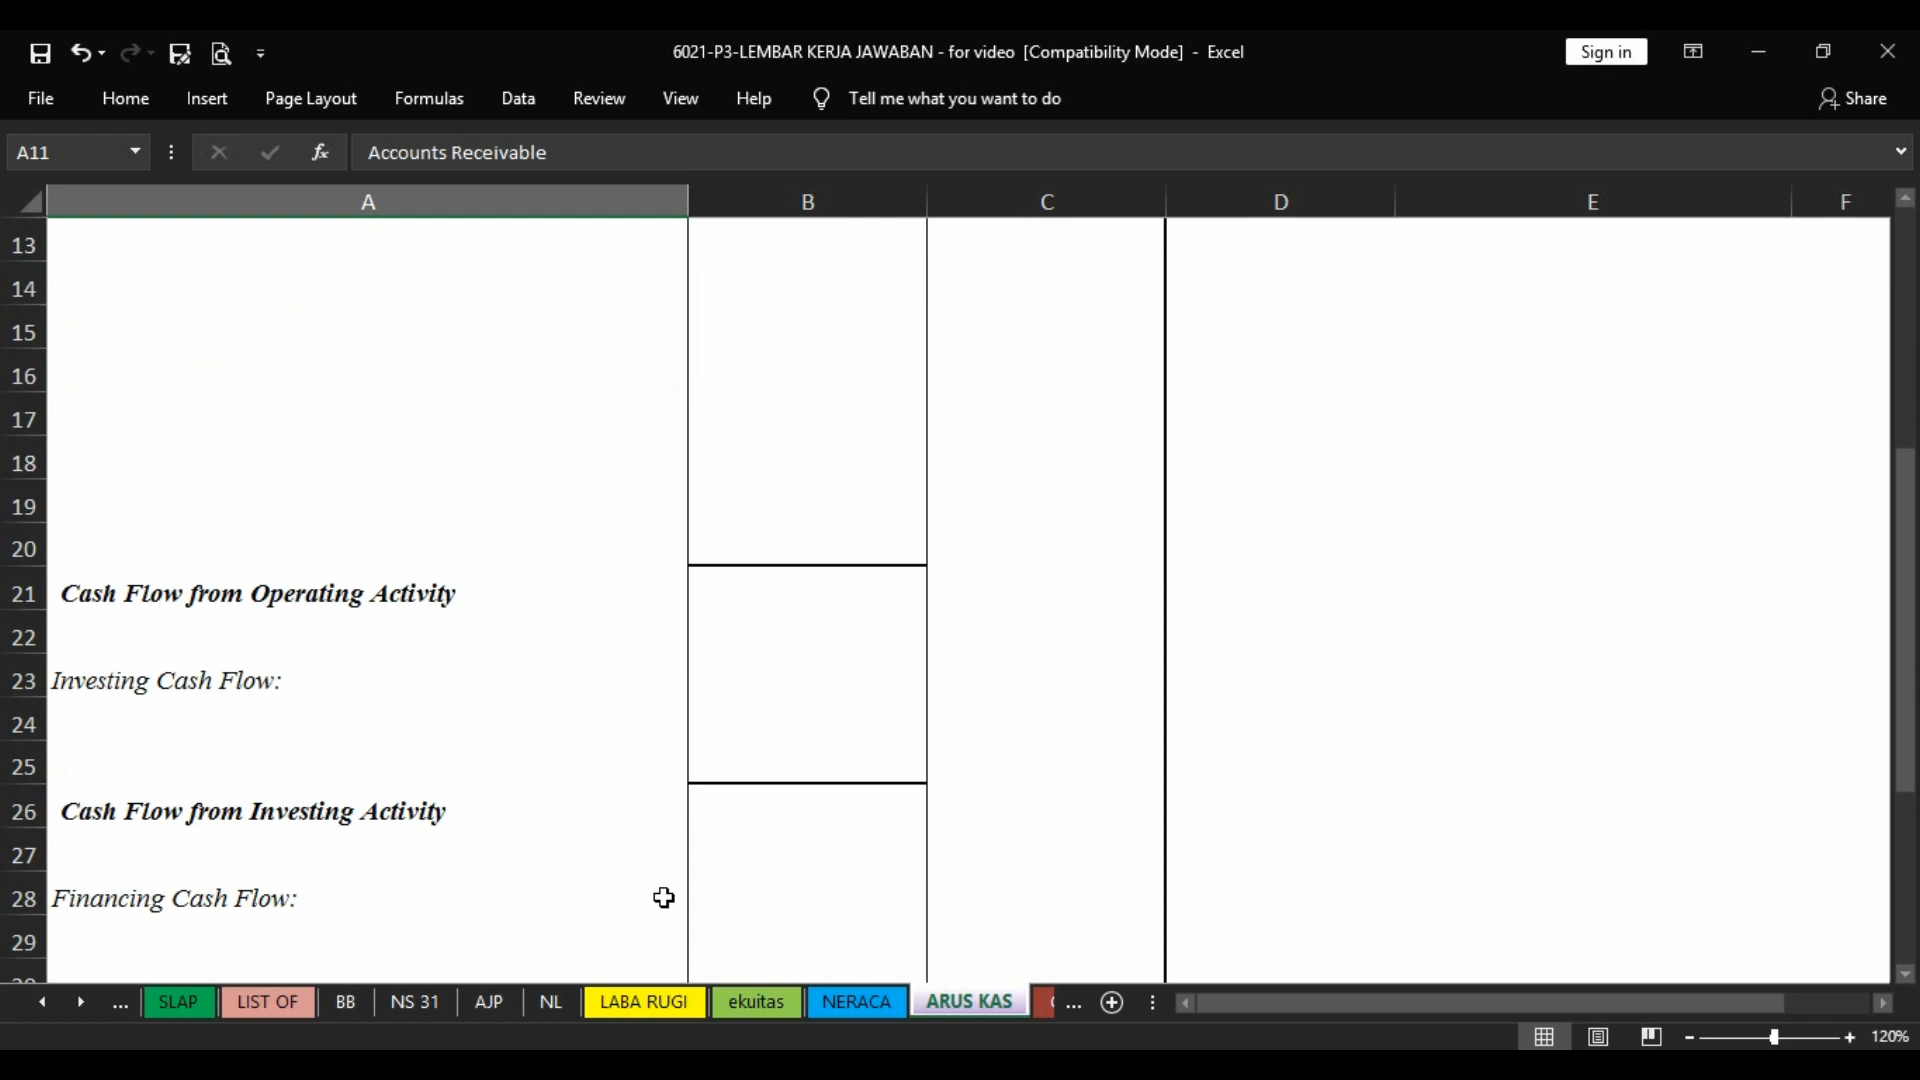 6021-P3-LEMBAR KERJA JAWABAN - for video [Compatibility Mode] - Excel
Sign in
File Home Insert Page Layout Formulas Data Review View Help Tell me what you want to do Share
A11 fx Accounts Receivable
A B C D E F
13
14
15
16
17
18
19
20
21 Cash Flow from Operating Activity
22
23 Investing Cash Flow:
24
25
26 Cash Flow from Investing Activity
27
28 Financing Cash Flow:
29
... SLAP LIST OF BB NS 31 AJP NL LABA RUGI ekuitas NERACA ARUS KAS ...
120%